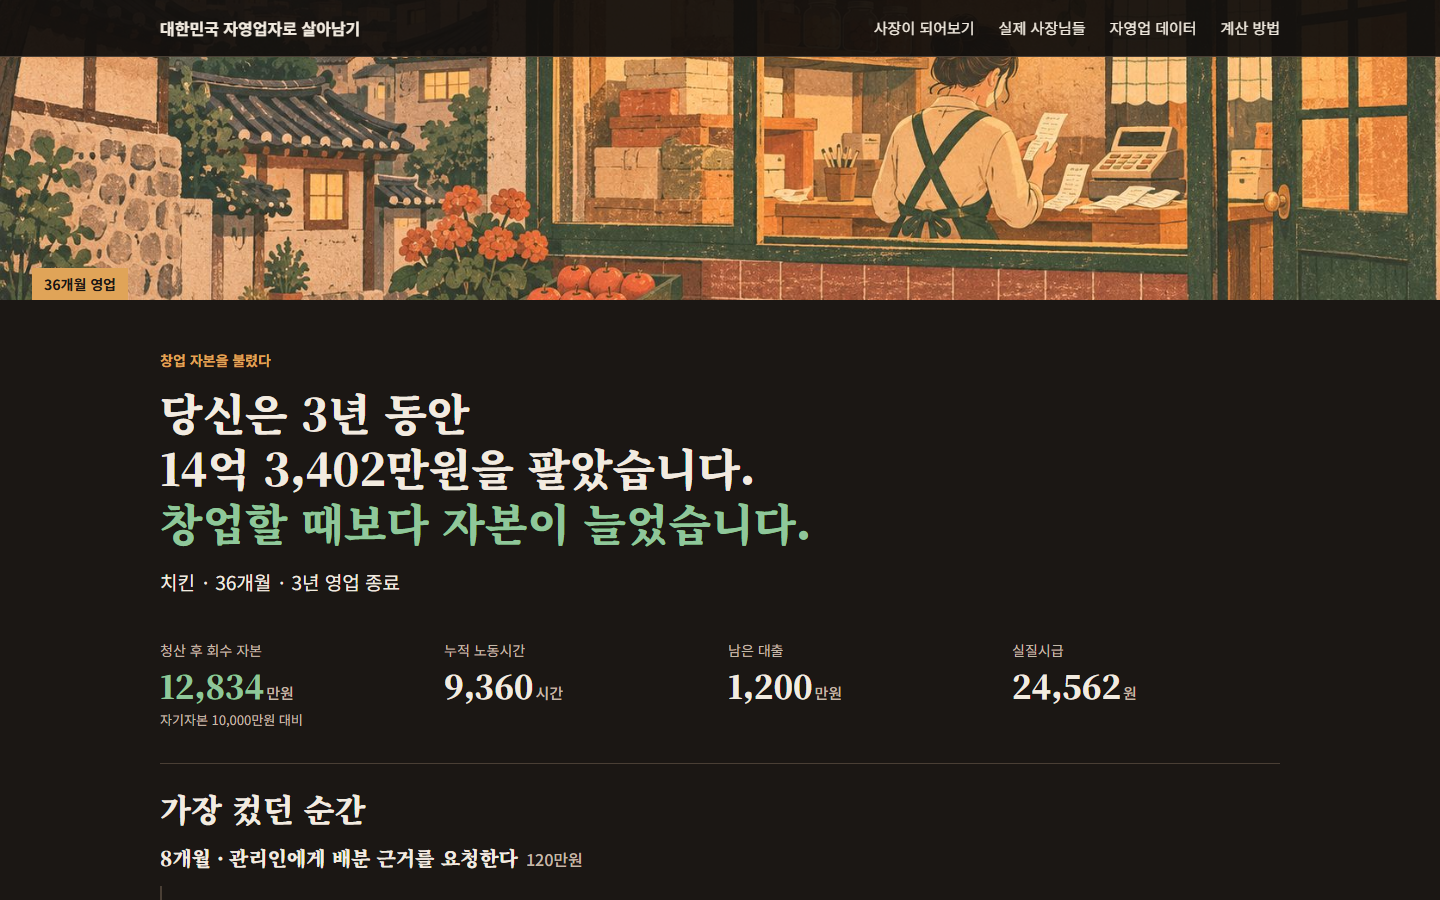 대한민국 자영업자로 살아남기
사장이 되어보기 실제 사장님들 자영업 데이터 계산 방법
36개월 영업
창업 자본을 불렸다
당신은 3년 동안
14억 3,402만원을 팔았습니다.
창업할 때보다 자본이 늘었습니다.
치킨 · 36개월 · 3년 영업 종료
청산 후 회수 자본 누적 노동시간 남은 대출 실질시급
12,834만원 9,360시간 1,200만원 24,562원
자기자본 10,000만원 대비
가장 컸던 순간
8개월 · 관리인에게 배분 근거를 요청한다 120만원